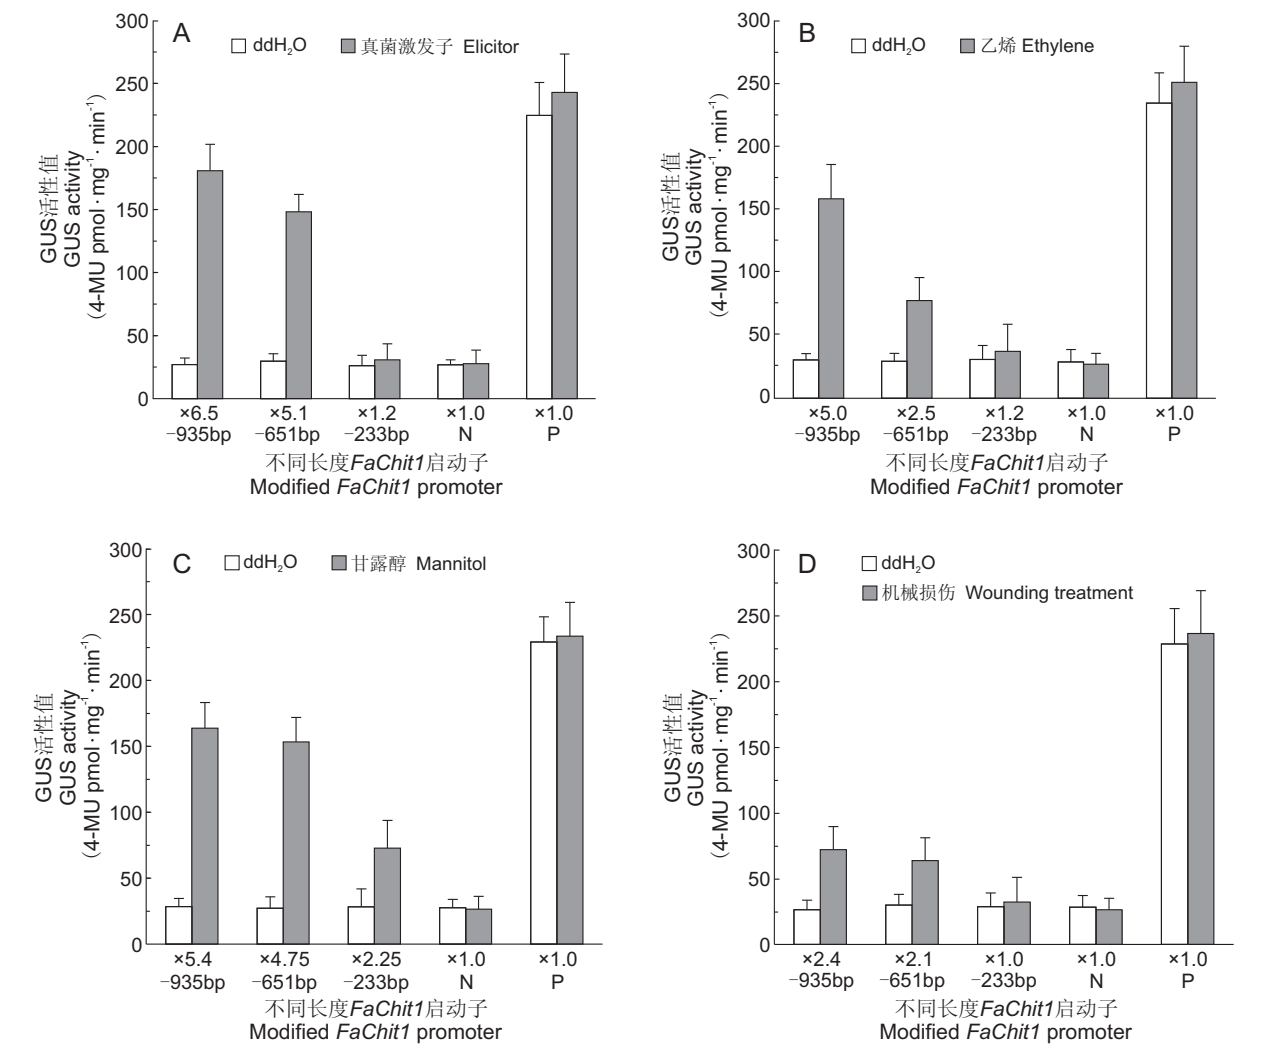 A
ddH₂O 真菌激发子 Elicitor
300
250
200
150
100
50
0
GUS活性值
GUS activity
(4-MU pmol·mg⁻¹·min⁻¹)
×6.5 ×5.1 ×1.2 ×1.0 ×1.0
−935bp −651bp −233bp N P
不同长度FaChit1启动子
Modified FaChit1 promoter
B
ddH₂O 乙烯 Ethylene
300
250
200
150
100
50
0
GUS活性值
GUS activity
(4-MU pmol·mg⁻¹·min⁻¹)
×5.0 ×2.5 ×1.2 ×1.0 ×1.0
−935bp −651bp −233bp N P
不同长度FaChit1启动子
Modified FaChit1 promoter
C
ddH₂O 甘露醇 Mannitol
300
250
200
150
100
50
0
GUS活性值
GUS activity
(4-MU pmol·mg⁻¹·min⁻¹)
×5.4 ×4.75 ×2.25 ×1.0 ×1.0
−935bp −651bp −233bp N P
不同长度FaChit1启动子
Modified FaChit1 promoter
D
ddH₂O
机械损伤 Wounding treatment
300
250
200
150
100
50
0
GUS活性值
GUS activity
(4-MU pmol·mg⁻¹·min⁻¹)
×2.4 ×2.1 ×1.0 ×1.0 ×1.0
−935bp −651bp −233bp N P
不同长度FaChit1启动子
Modified FaChit1 promoter